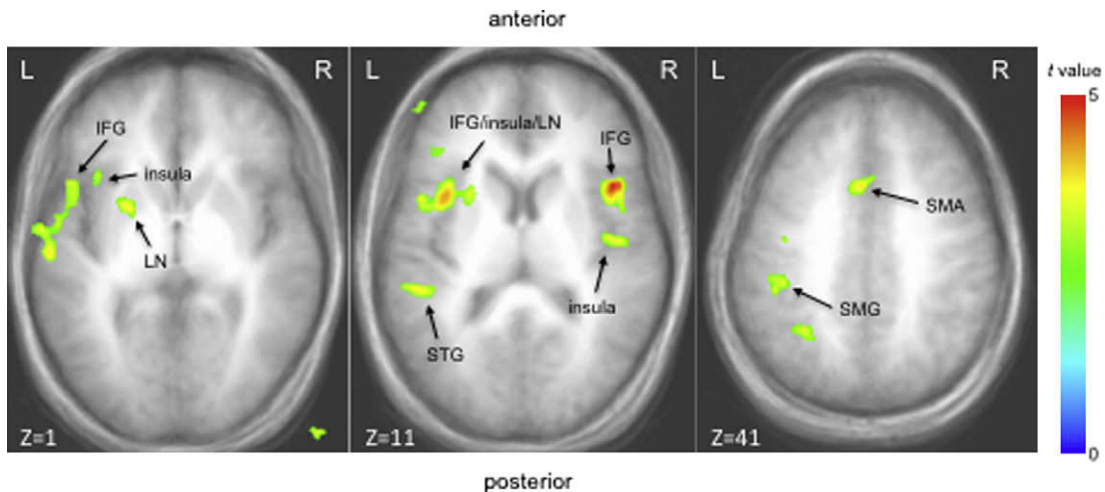 anterior
L
R
IFG
insula
LN
Z=1
L
R
IFG/insula/LN
IFG
insula
STG
Z=11
L
R
SMA
SMG
Z=41
t value
5
0
posterior